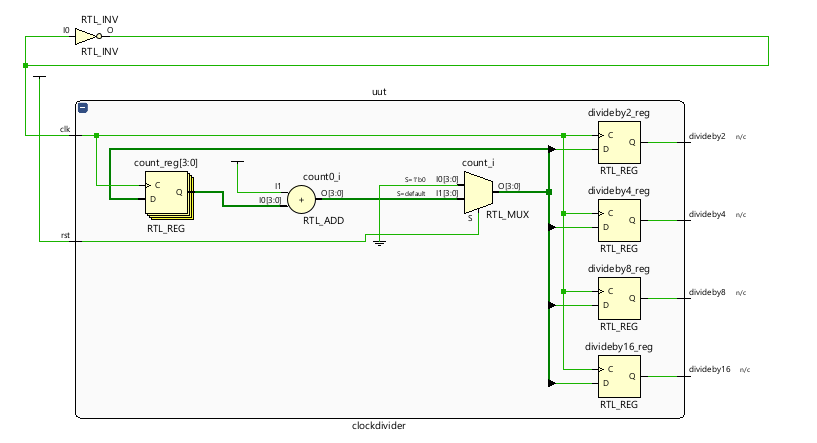 RTL_INV
I0
O
RTL_INV
uut
divideby2_reg
clk
C
divideby2 n/c
D
Q
RTL_REG
count_reg[3:0]
C
D
Q
RTL_REG
count0_i
I1
I0[3:0]
+
O[3:0]
RTL_ADD
count_i
S=1'b0 I0[3:0]
S=default I1[3:0]
O[3:0]
S
RTL_MUX
divideby4_reg
C
D
Q
divideby4 n/c
RTL_REG
rst
divideby8_reg
C
D
Q
divideby8 n/c
RTL_REG
divideby16_reg
C
D
Q
divideby16 n/c
RTL_REG
clockdivider